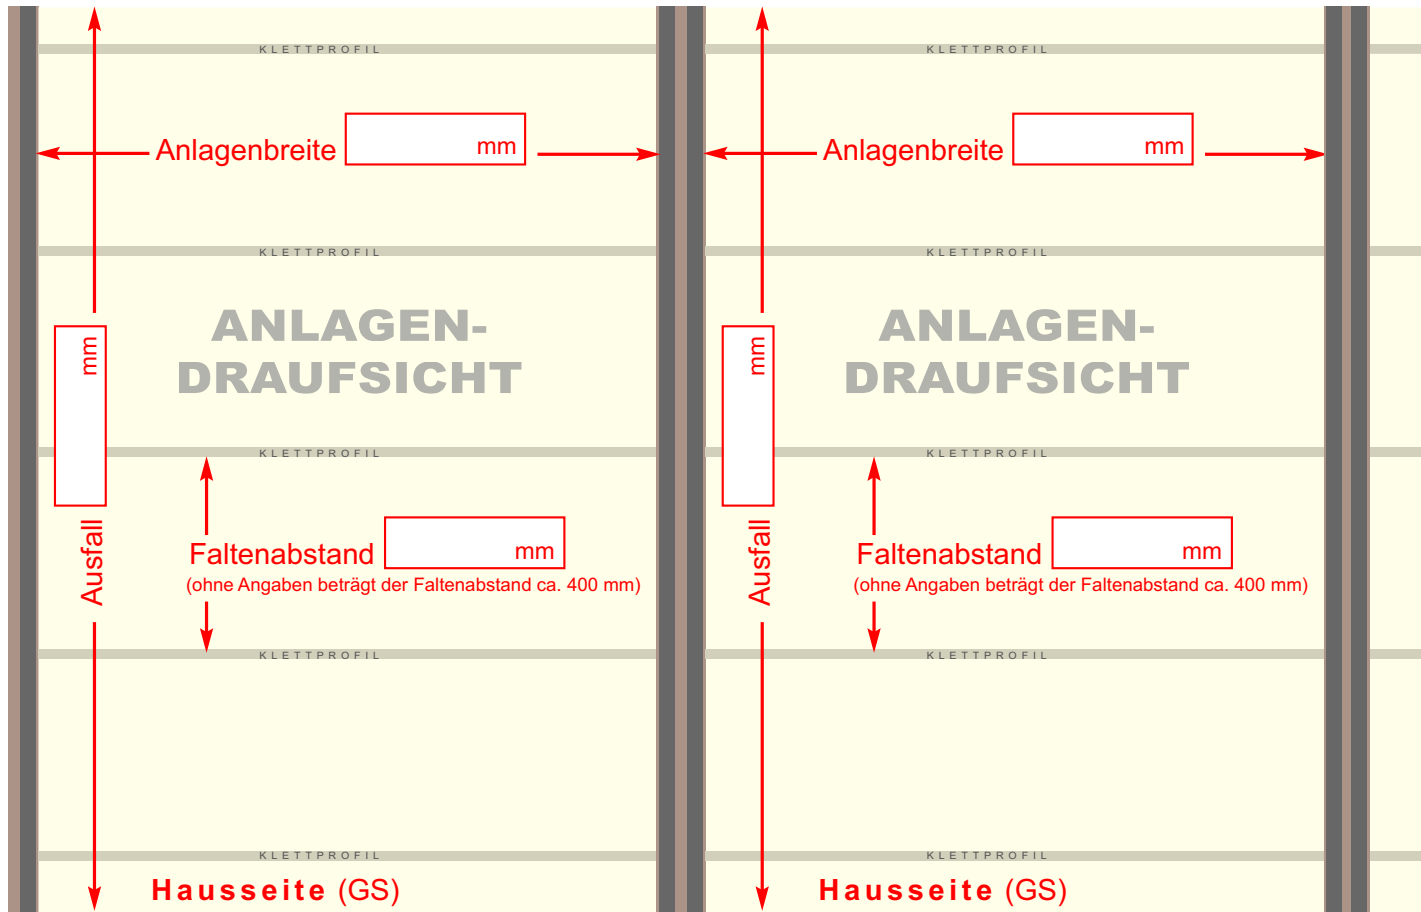 KLETTPROFIL KLETTPROFIL
Anlagenbreite mm Anlagenbreite mm
KLETTPROFIL KLETTPROFIL
ANLAGEN- ANLAGEN-
DRAUFSICHT DRAUFSICHT
mm mm
KLETTPROFIL KLETTPROFIL
Ausfall Ausfall
Faltenabstand mm Faltenabstand mm
(ohne Angaben beträgt der Faltenabstand ca. 400 mm) (ohne Angaben beträgt der Faltenabstand ca. 400 mm)
KLETTPROFIL KLETTPROFIL
KLETTPROFIL KLETTPROFIL
Hausseite (GS) Hausseite (GS)